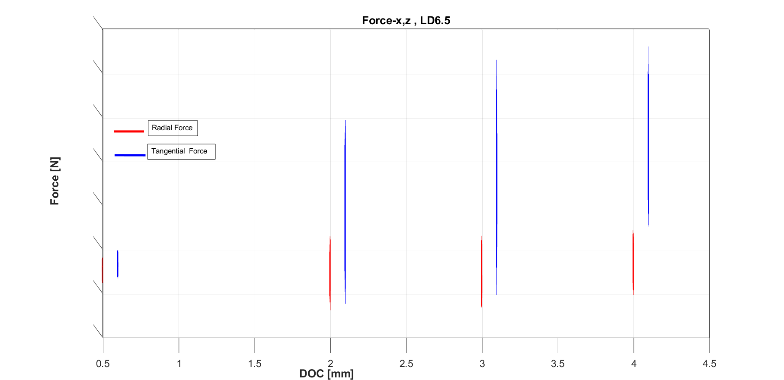 Force-x,z , LD6.5
Radial Force
Tangential Force
Force [N]
0.5 1 1.5 2 2.5 3 3.5 4 4.5
DOC [mm]